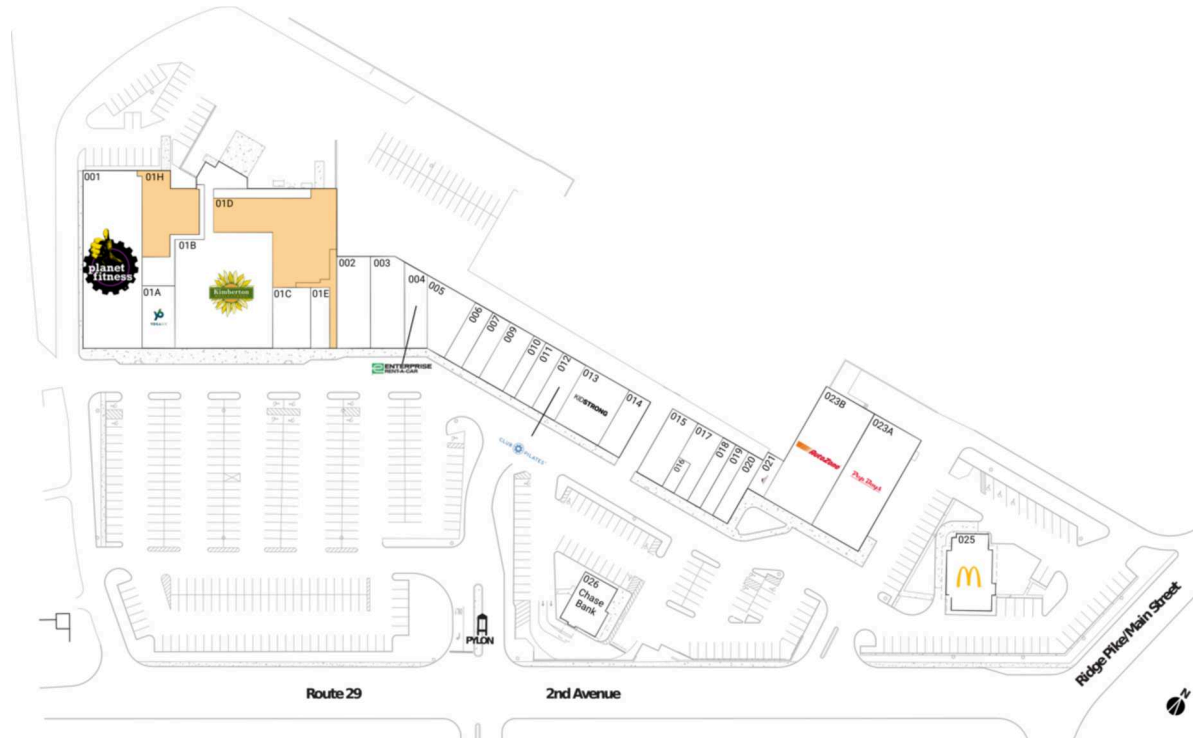 001
01H
01D
01B
planet
fitness
Kimberton
01A
01C
01E
002
003
004
005
006
007
009
010
011
012
013
014
ENTERPRISE
RENT-A-CAR
KIDSTRONG
CLUB PILATES
015
016
017
018
019
020
021
023B
023A
AutoZone
Pep Boys
025
026
Chase
Bank
PYLON
Route 29
2nd Avenue
Ridge Pike/Main Street
N